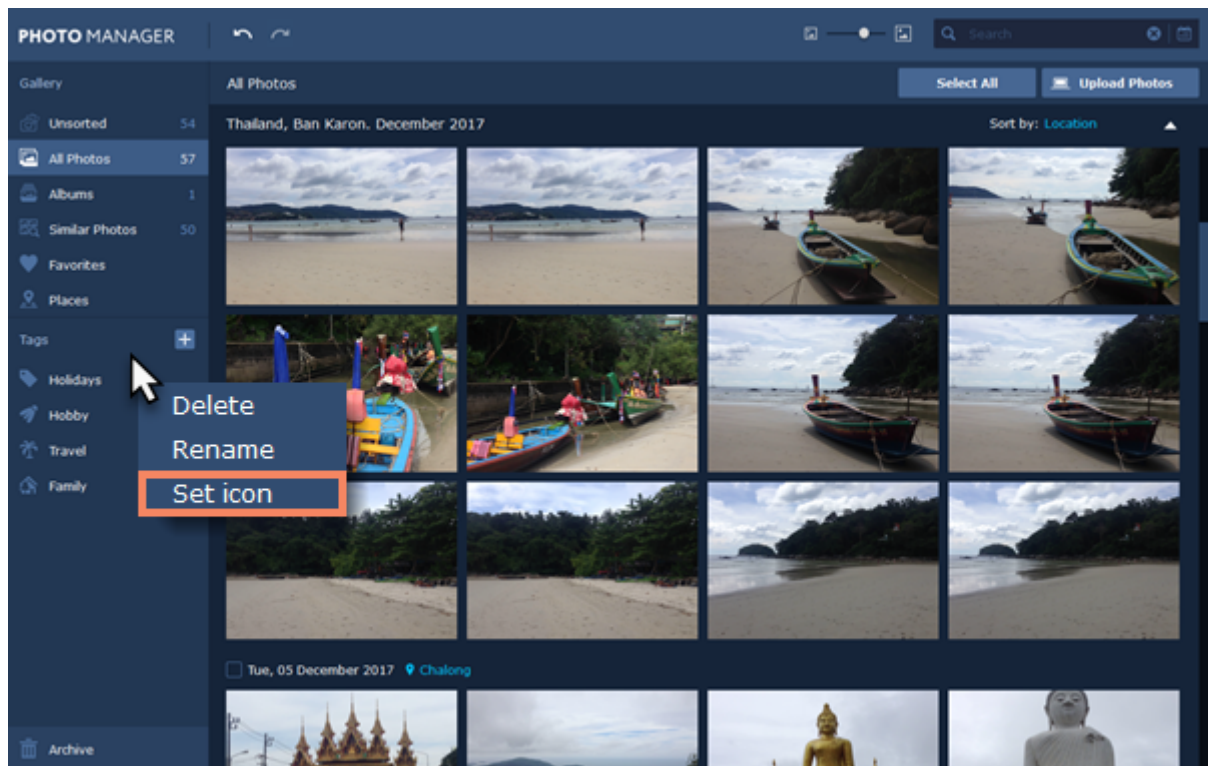 PHOTO MANAGER
Search
Gallery
All Photos
Select All
Upload Photos
Unsorted 54
Thailand, Ban Karon. December 2017
Sort by: Location
All Photos 57
Albums 1
Similar Photos 50
Favorites
Places
Tags
Holidays
Hobby
Travel
Family
Delete
Rename
Set icon
Tue, 05 December 2017 Chalong
Archive